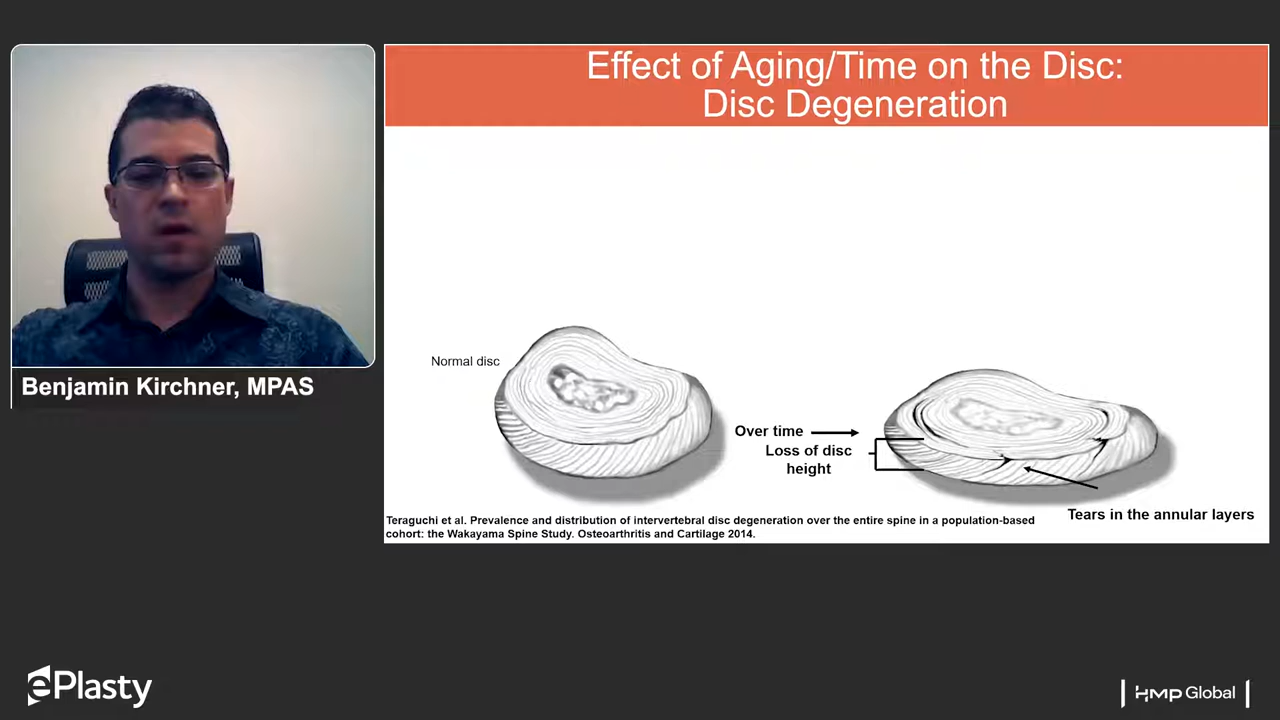 Effect of Aging/Time on the Disc:
Disc Degeneration
Benjamin Kirchner, MPAS
Normal disc
Over time
Loss of disc
height
Tears in the annular layers
Teraguchi et al. Prevalence and distribution of intervertebral disc degeneration over the entire spine in a population-based
cohort: the Wakayama Spine Study. Osteoarthritis and Cartilage 2014.
ePlasty
HMP Global